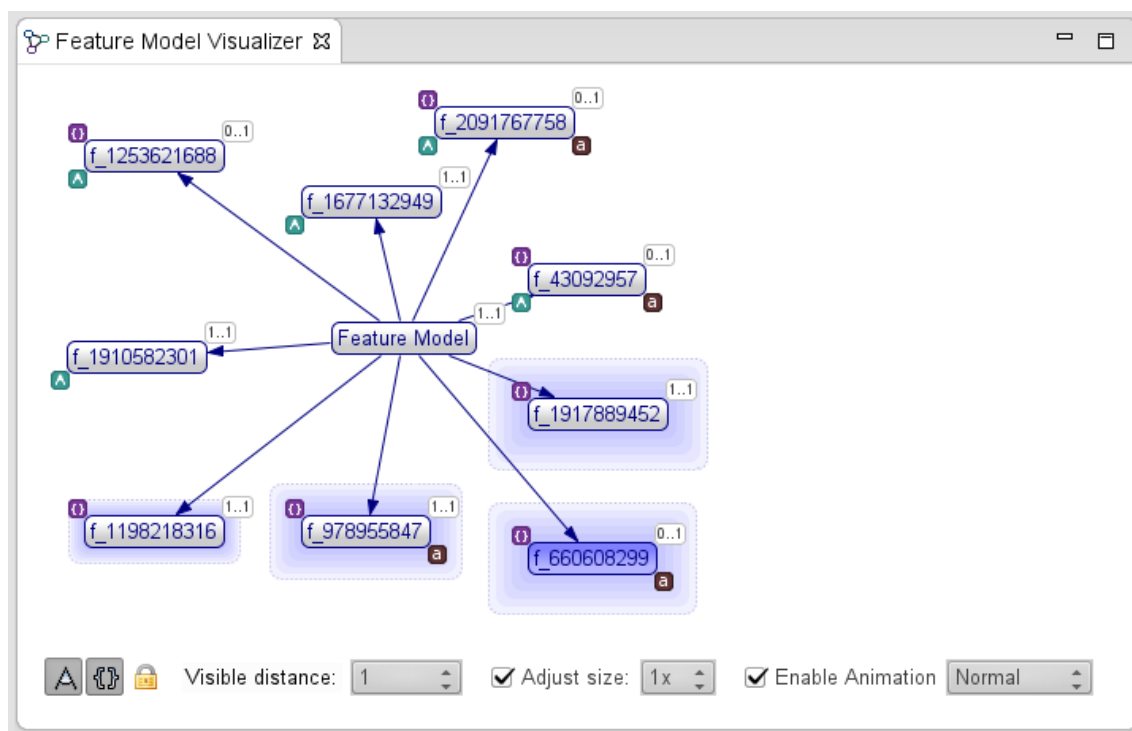 Feature Model Visualizer
{} 0..1
f_2091767758
A a
{} 0..1
f_1253621688
A
1..1
f_1677132949
A
{} 0..1
f_43092957
A a
1..1
Feature Model
1..1
f_1910582301
A
{} 1..1
f_1917889452
{} 1..1
f_1198218316
{} 1..1
f_978955847
a
{} 0..1
f_660608299
a
A {} Visible distance: 1 Adjust size: 1x Enable Animation Normal